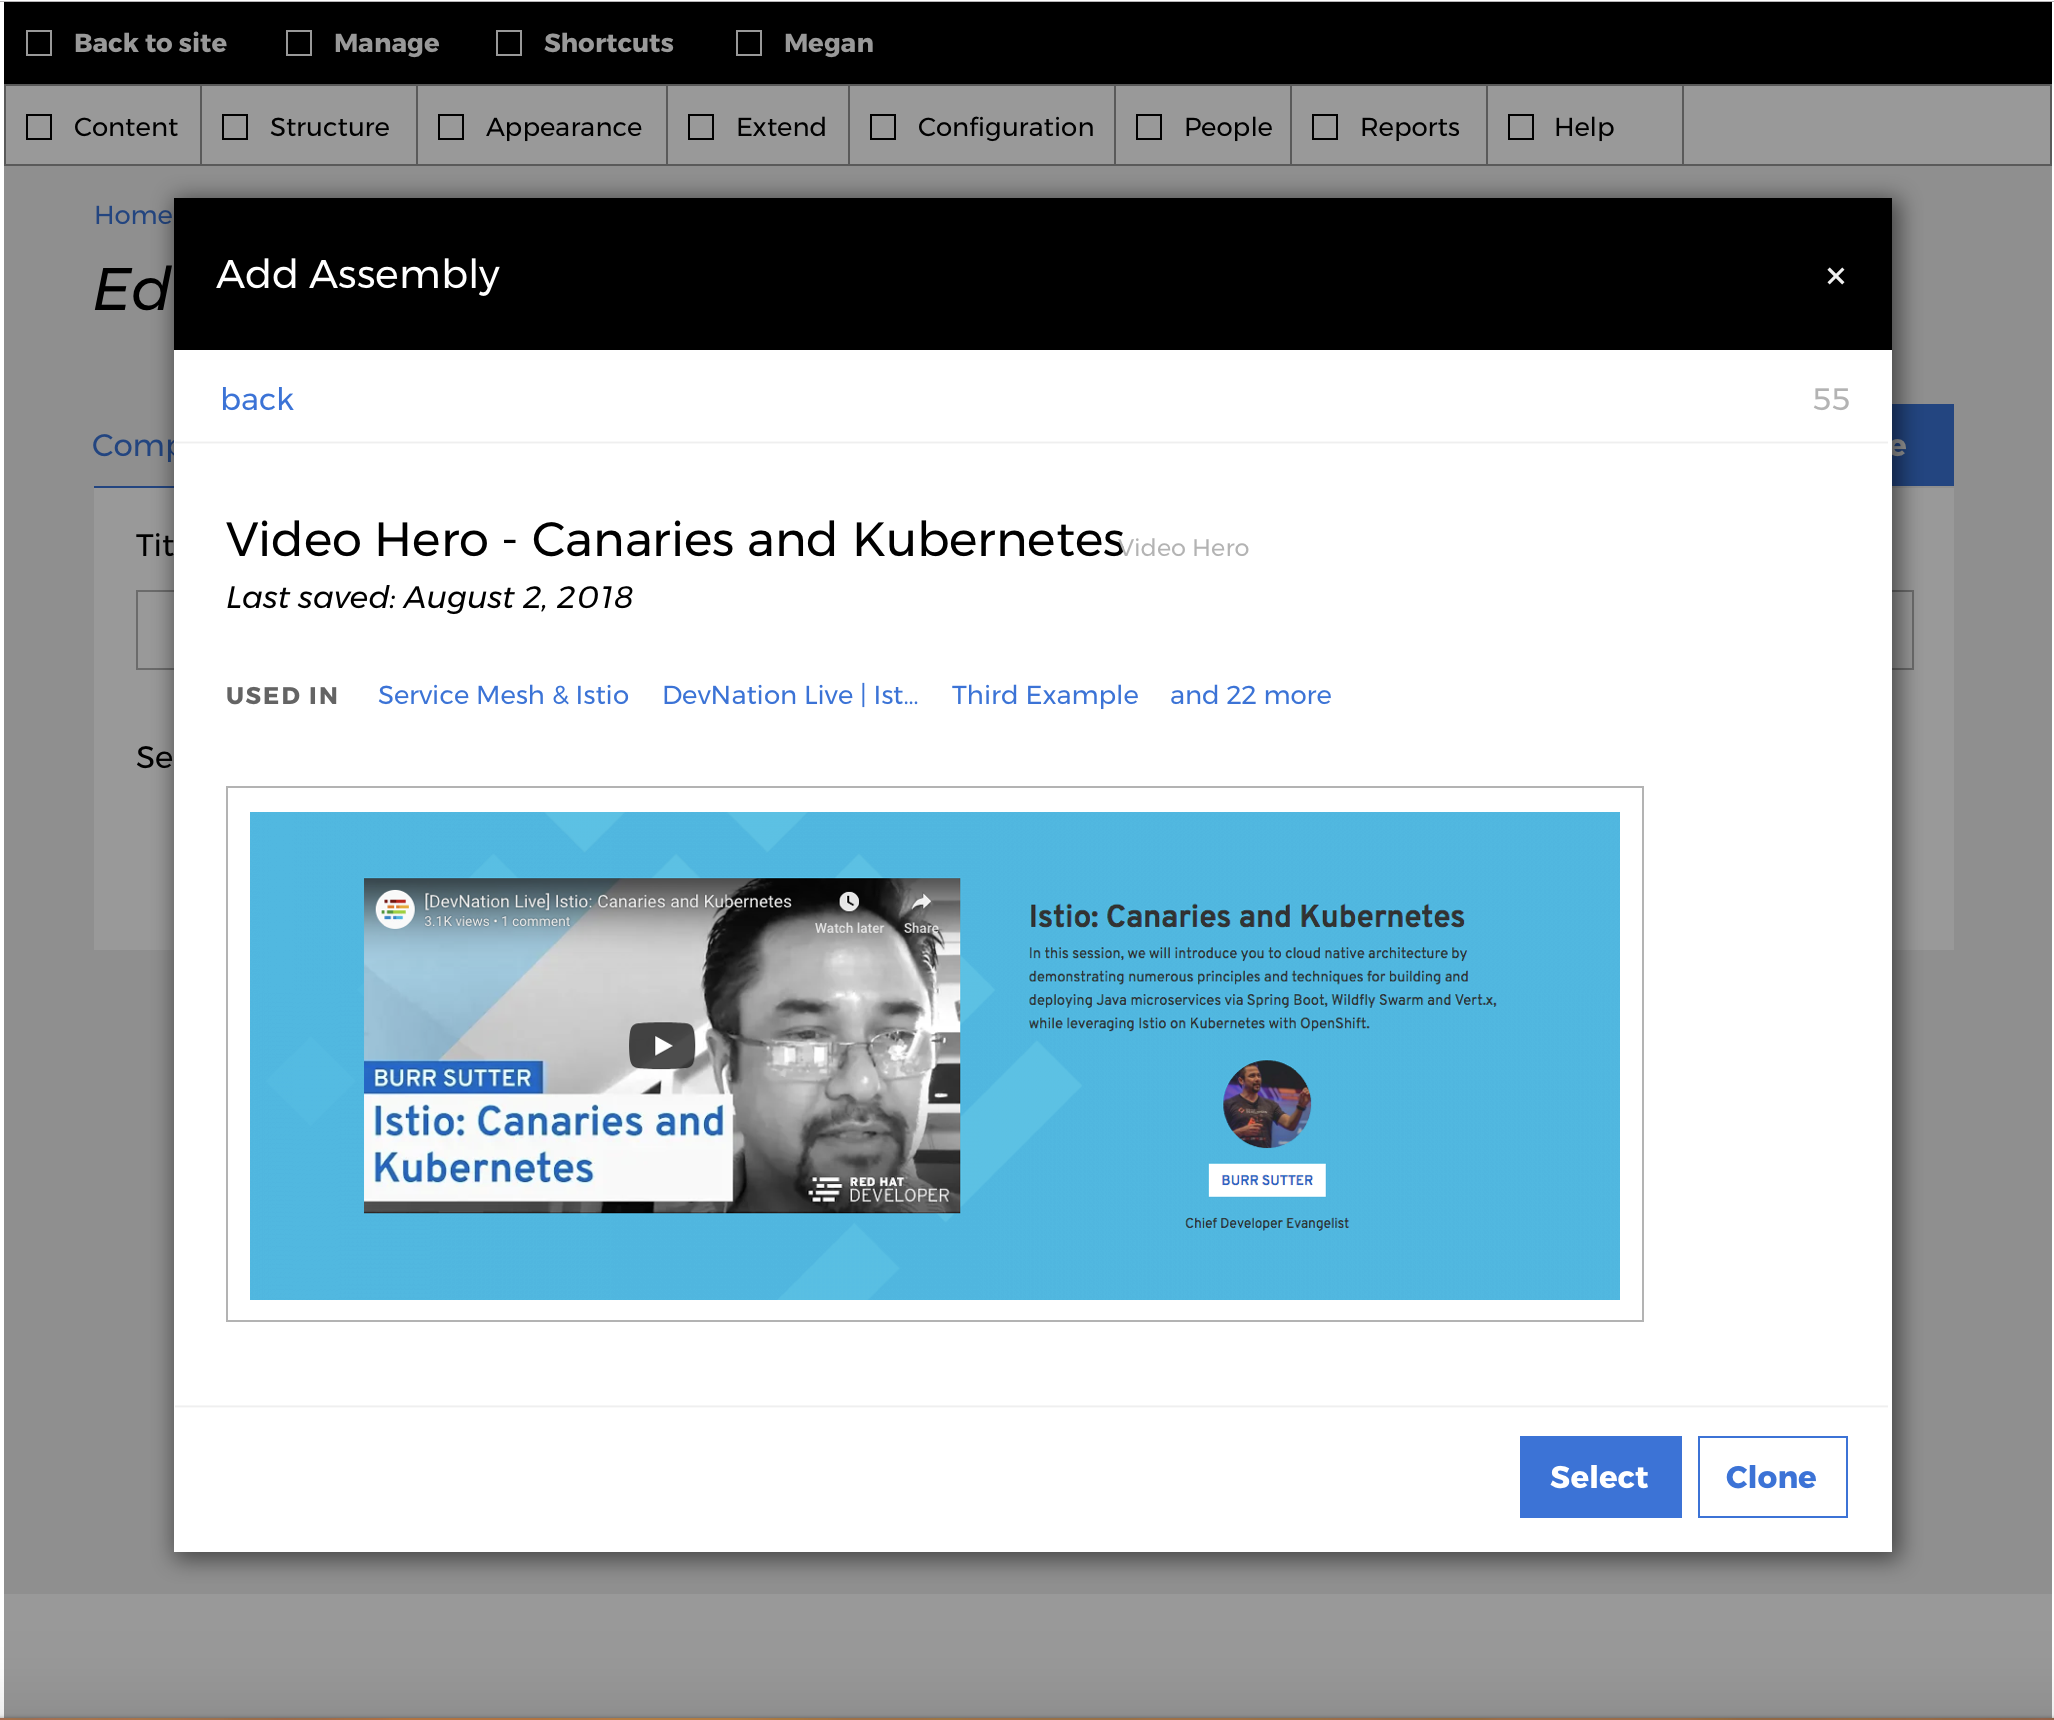 Back to site Manage Shortcuts Megan
Content Structure Appearance Extend Configuration People Reports Help
Home
Ed
Add Assembly ×
back 55
Comp e
Tit
Video Hero - Canaries and Kubernetes Video Hero
Last saved: August 2, 2018
USED IN Service Mesh & Istio DevNation Live | Ist... Third Example and 22 more
Se
[DevNation Live] Istio: Canaries and Kubernetes
3.1K views • 1 comment
Watch later Share
BURR SUTTER
Istio: Canaries and
Kubernetes
RED HAT
DEVELOPER
Istio: Canaries and Kubernetes
In this session, we will introduce you to cloud native architecture by
demonstrating numerous principles and techniques for building and
deploying Java microservices via Spring Boot, Wildfly Swarm and Vert.x,
while leveraging Istio on Kubernetes with OpenShift.
BURR SUTTER
Chief Developer Evangelist
Select Clone